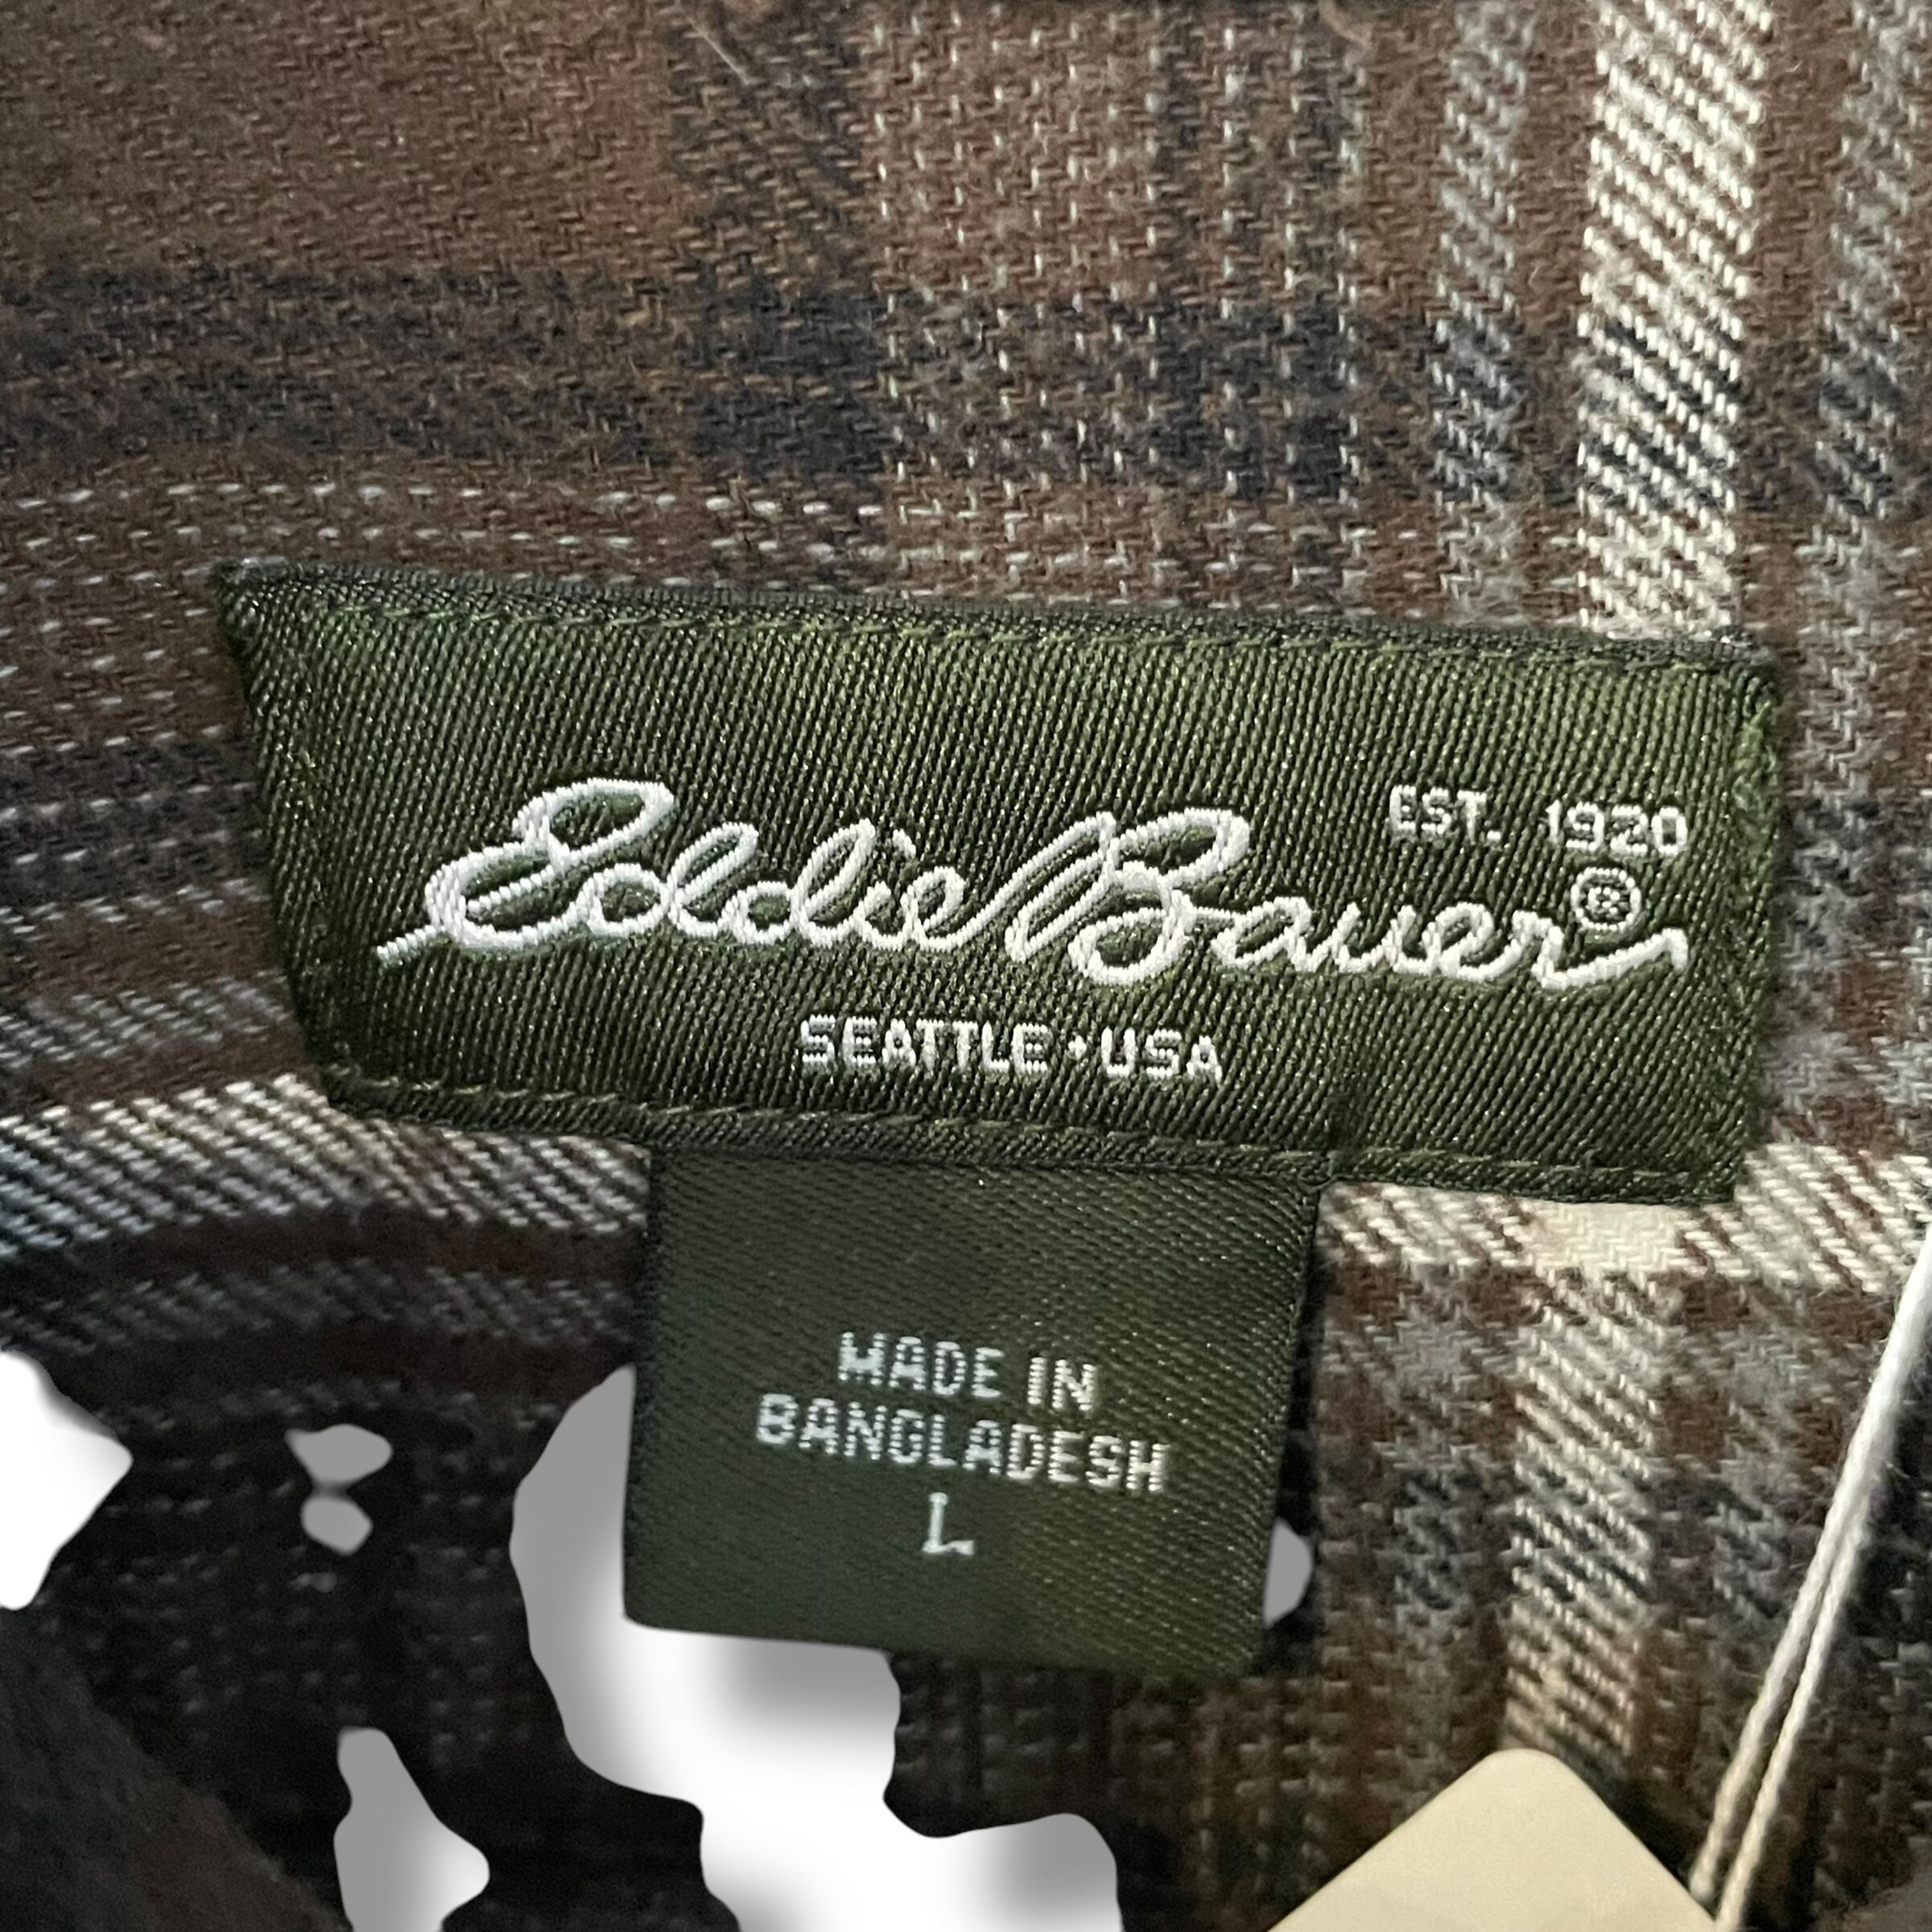 EST. 1920
Eddie Bauer®
SEATTLE • USA
MADE IN
BANGLADESH
L